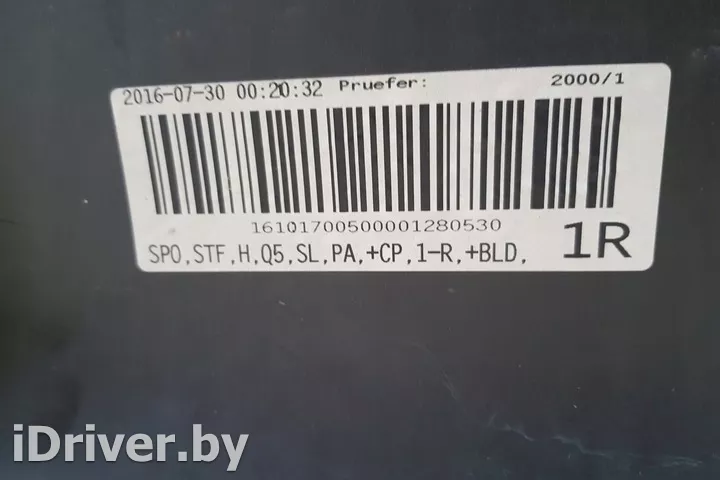 2016-07-30 00:20:32 Pruefer: 2000/1
16101700500001280530
SPO,STF,H,Q5,SL,PA,+CP,1-R,+BLD, 1R
iDriver.by